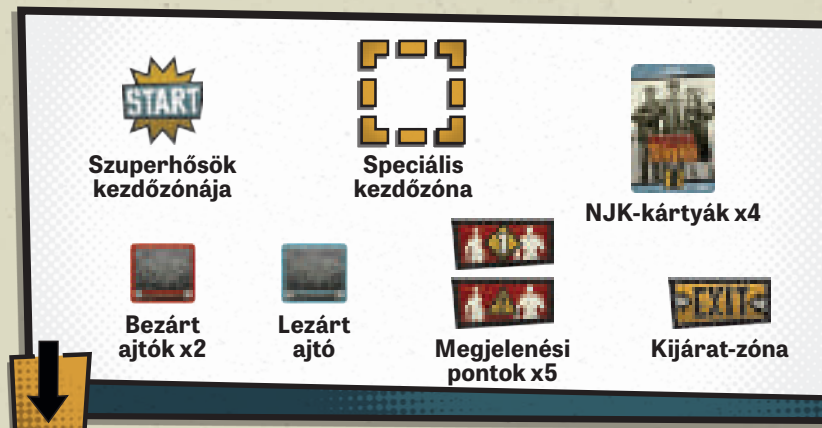 START
Szuperhősök
kezdőzónája
Speciális
kezdőzóna
NJK-kártyák x4
Bezárt
ajtók x2
Lezárt
ajtó
1
Megjelenési
pontok x5
EXIT
Kijárat-zóna